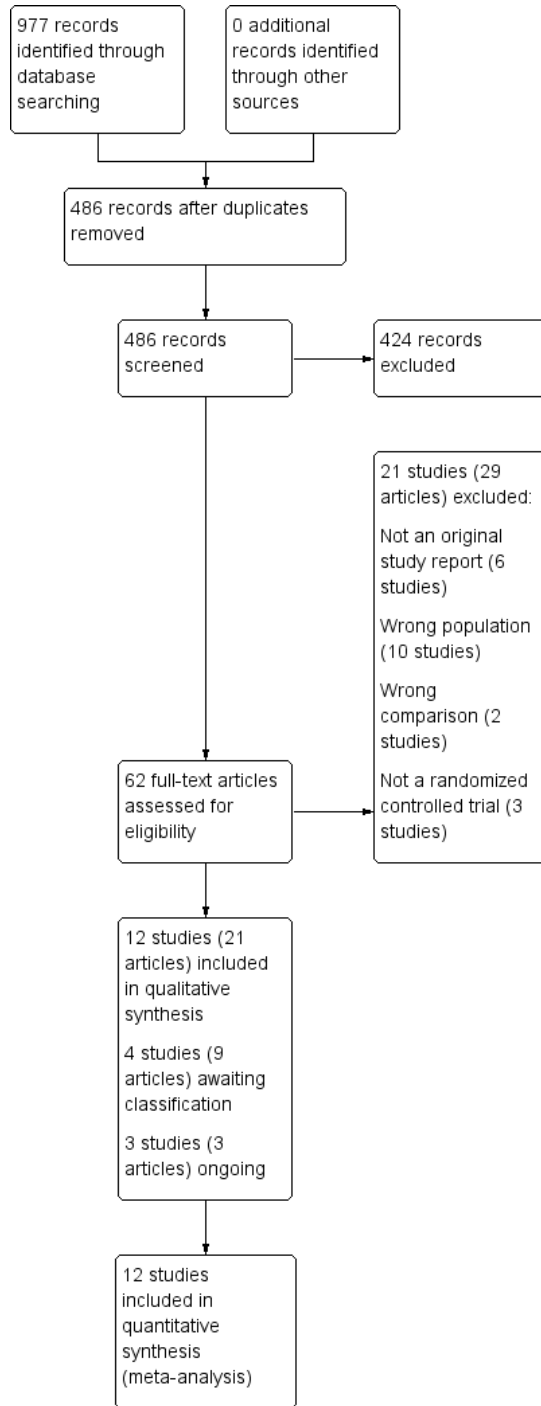 977 records
identified through
database
searching
0 additional
records identified
through other
sources
486 records after duplicates
removed
486 records
screened
424 records
excluded
21 studies (29
articles) excluded:
Not an original
study report (6
studies)
Wrong population
(10 studies)
Wrong
comparison (2
studies)
Not a randomized
controlled trial (3
studies)
62 full-text articles
assessed for
eligibility
12 studies (21
articles) included
in qualitative
synthesis
4 studies (9
articles) awaiting
classification
3 studies (3
articles) ongoing
12 studies
included in
quantitative
synthesis
(meta-analysis)